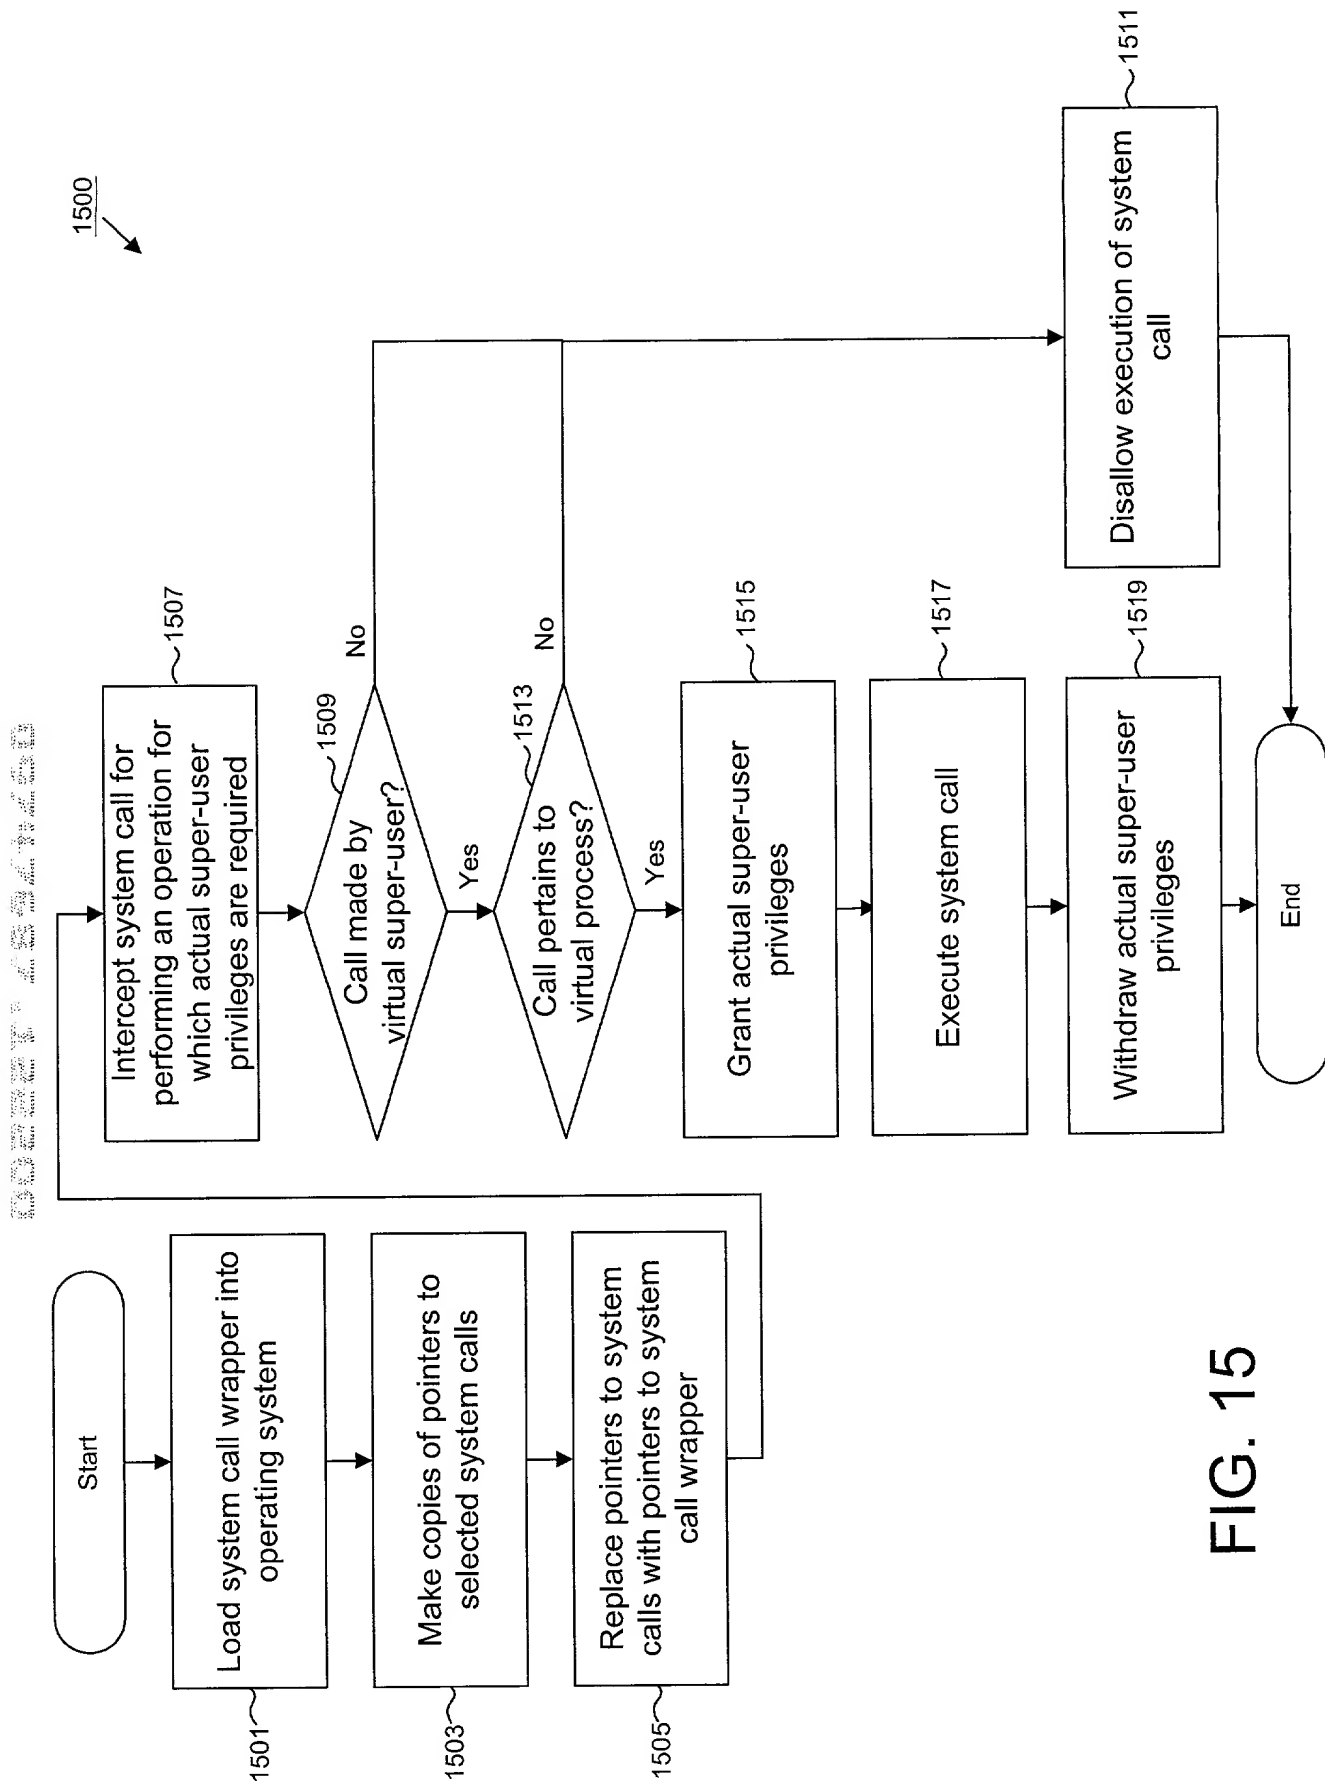 1500
Start
Load system call wrapper into
operating system
1501
Make copies of pointers to
selected system calls
1503
Replace pointers to system
calls with pointers to system
call wrapper
1505
Intercept system call for
performing an operation for
which actual super-user
privileges are required
1507
Call made by
virtual super-user?
1509
No
Yes
Call pertains to
virtual process?
1513
No
Yes
Grant actual super-user
privileges
1515
Execute system call
1517
Withdraw actual super-user
privileges
1519
Disallow execution of system
call
1511
End
FIG. 15